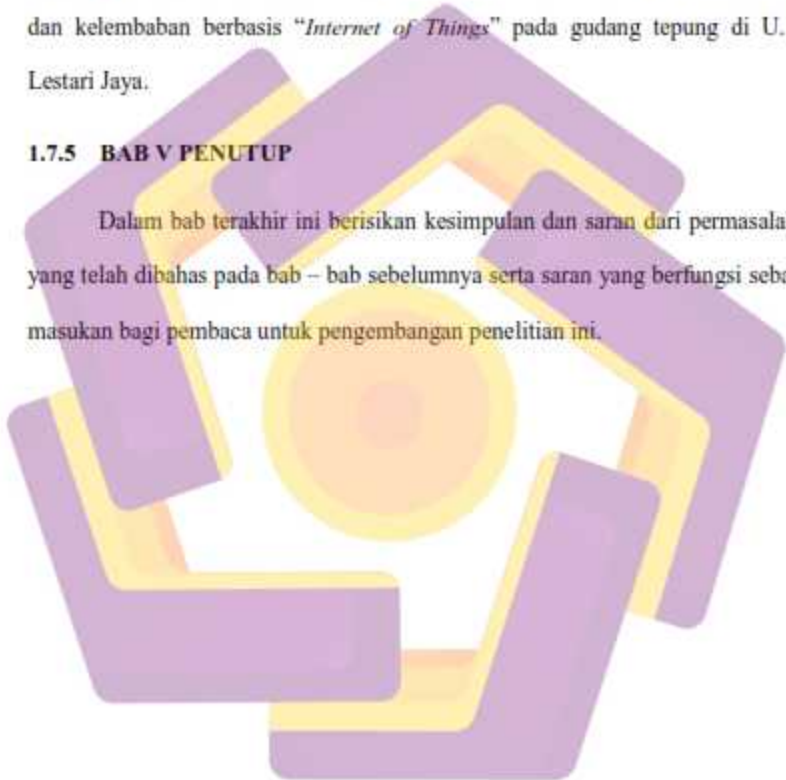 dan kelembaban berbasis “Internet of Things” pada gudang tepung di U.
Lestari Jaya.
1.7.5 BAB V PENUTUP
Dalam bab terakhir ini berisikan kesimpulan dan saran dari permasala
yang telah dibahas pada bab – bab sebelumnya serta saran yang berfungsi seba
masukan bagi pembaca untuk pengembangan penelitian ini.